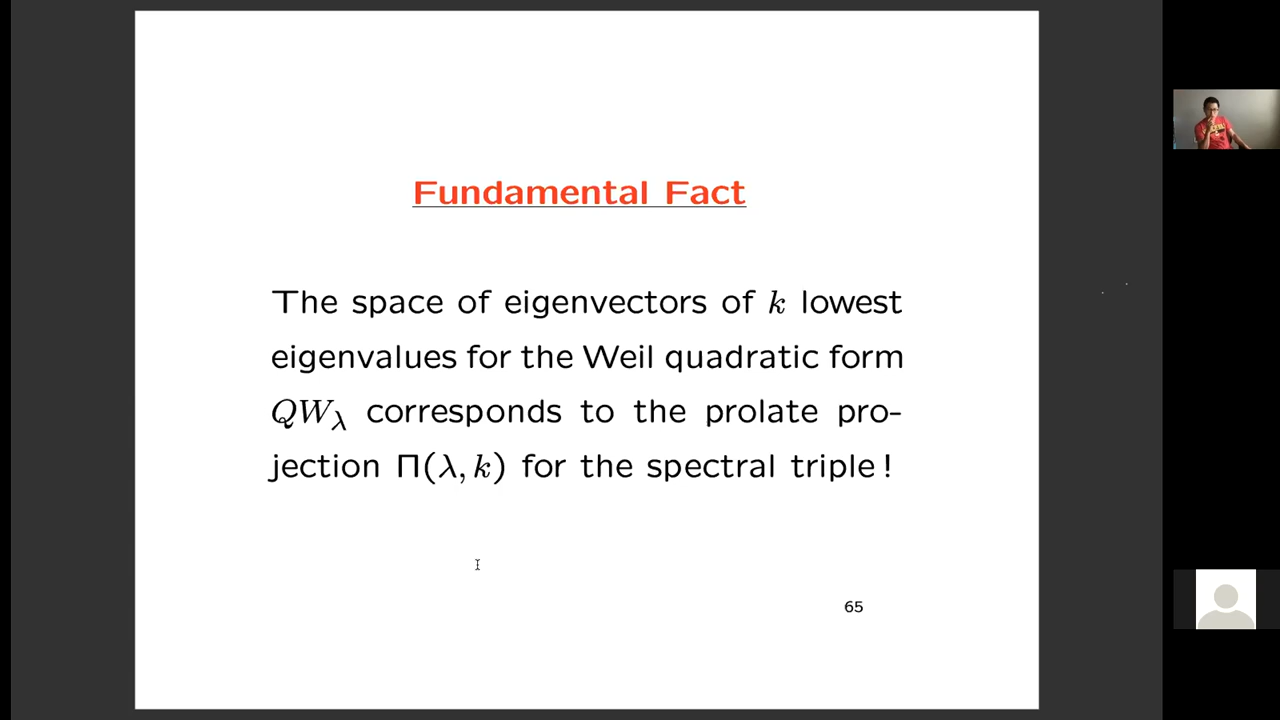 Fundamental Fact
The space of eigenvectors of k lowest
eigenvalues for the Weil quadratic form
QW_λ corresponds to the prolate pro-
jection Π(λ, k) for the spectral triple !
65